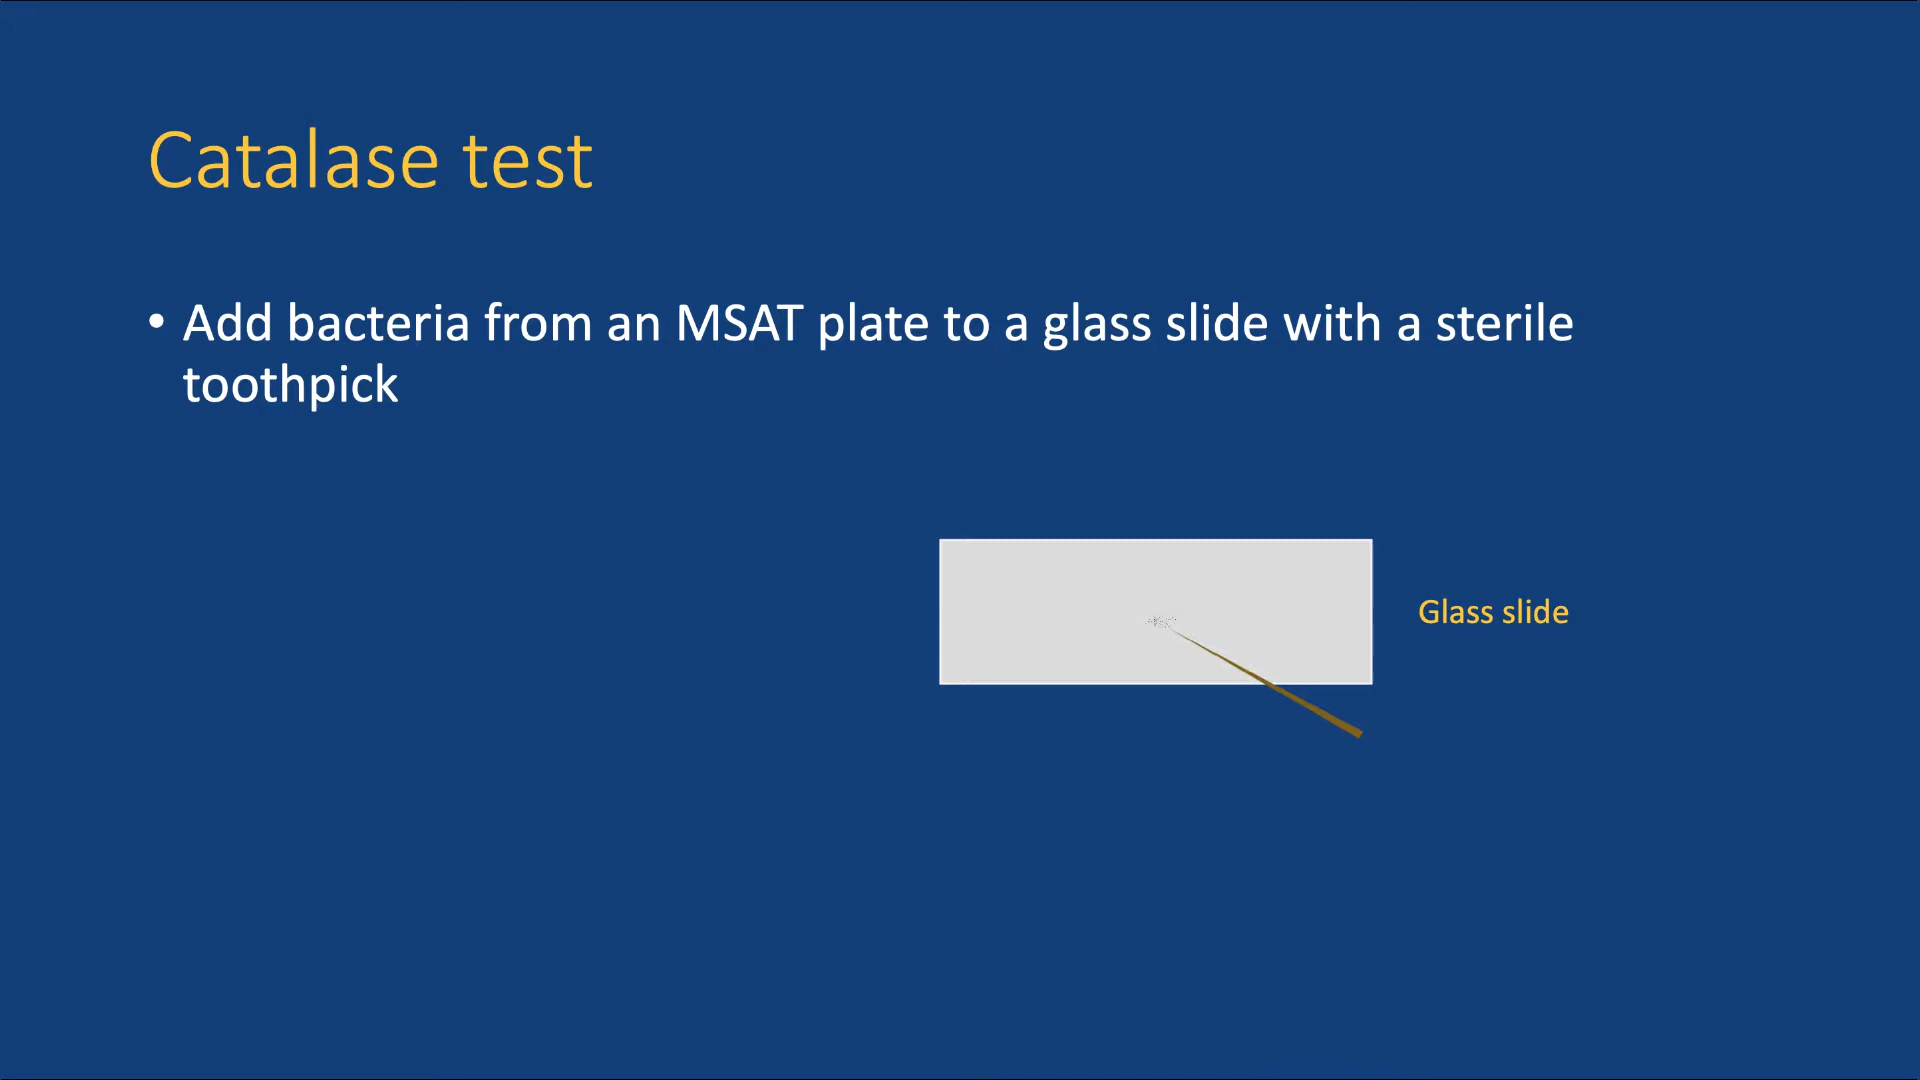 Catalase test
• Add bacteria from an MSAT plate to a glass slide with a sterile
toothpick
Glass slide